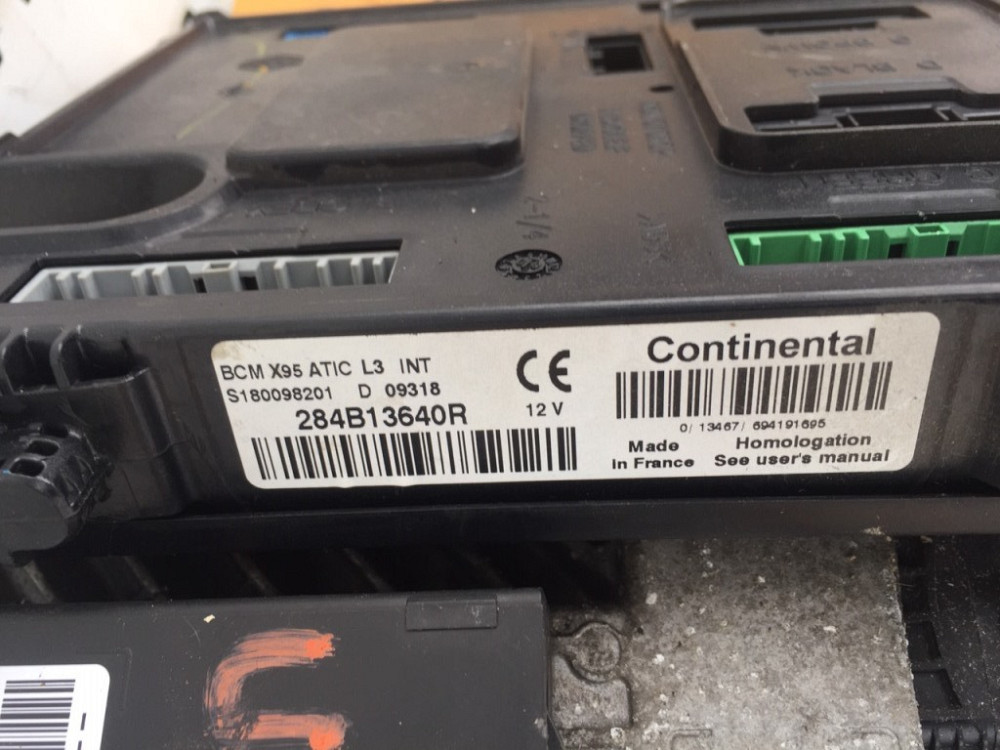 BCM X95 ATIC L3 INT
S180098201 D 09318
284B13640R
CE
12 V
Continental
0/ 13467/ 694191695
Made
in France
Homologation
See user's manual